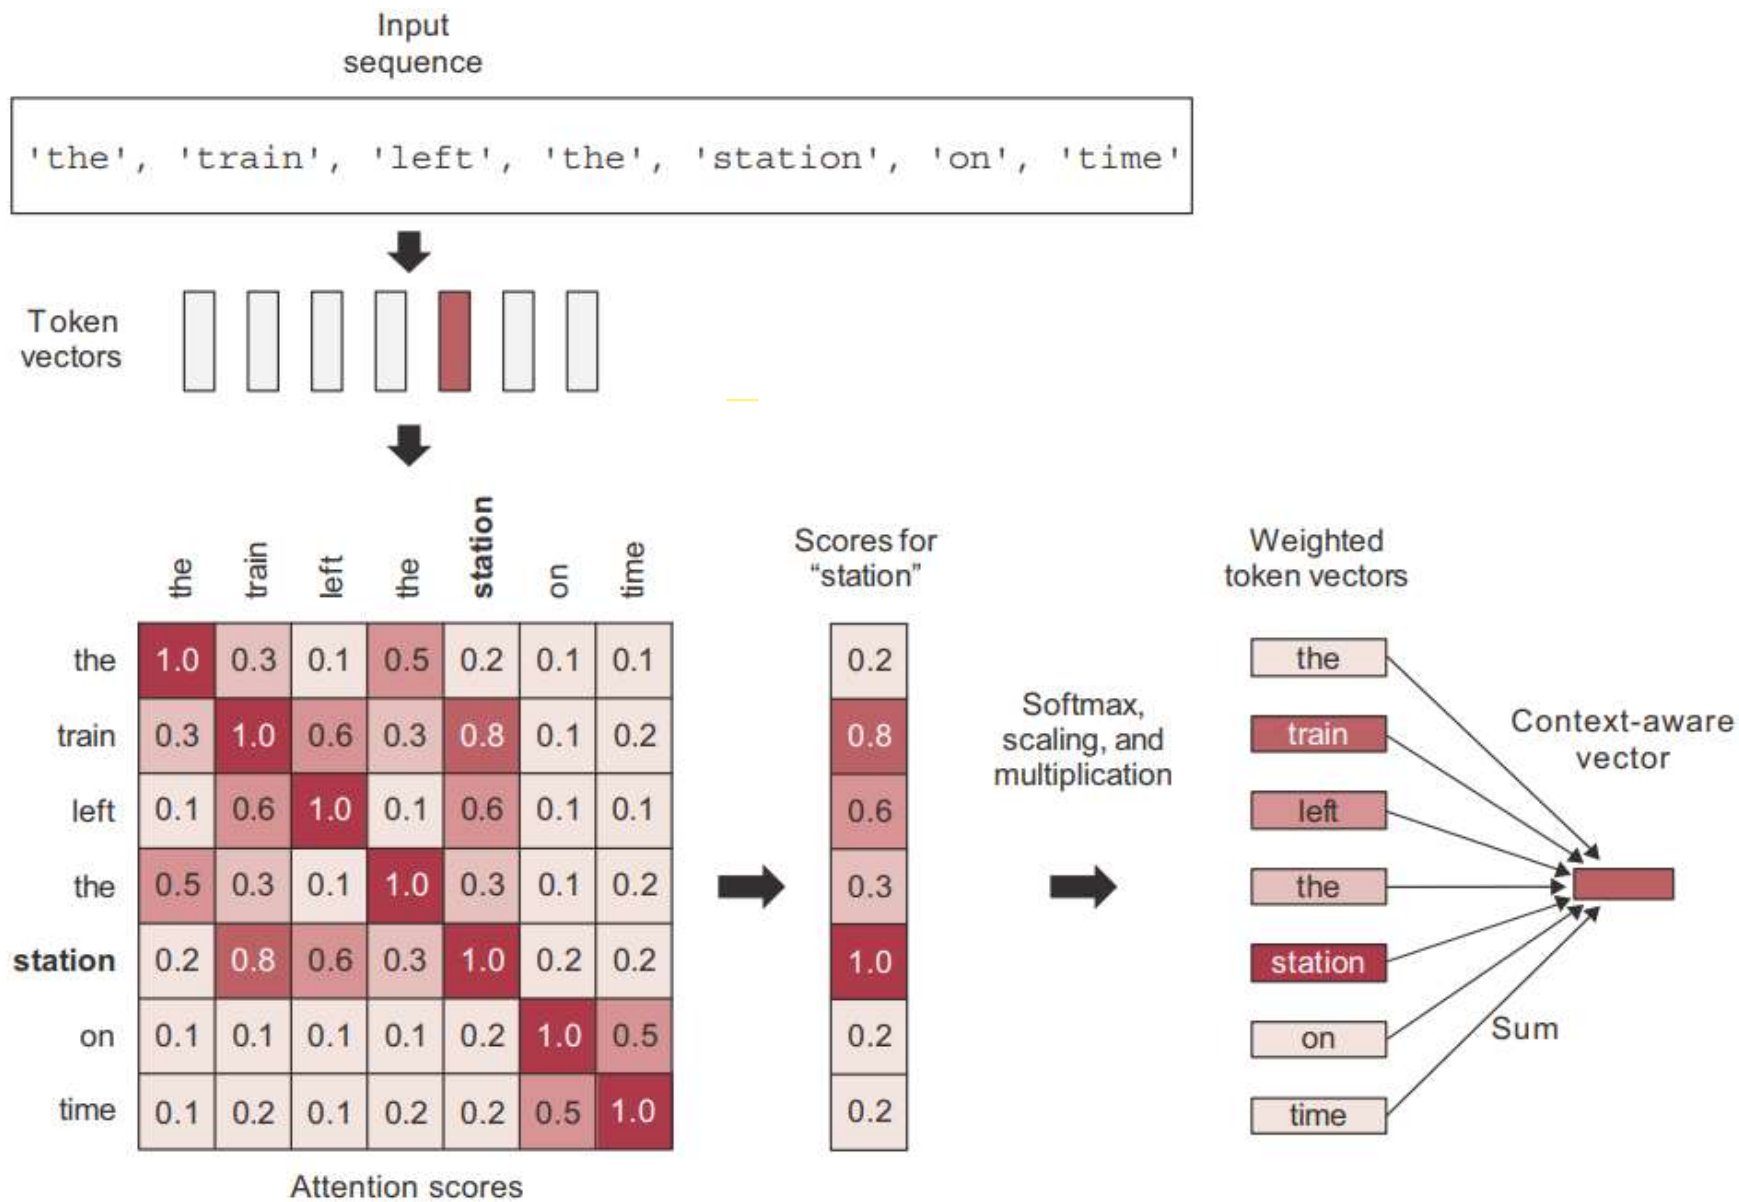 Input
sequence
'the', 'train', 'left', 'the', 'station', 'on', 'time'
Token
vectors
the train left the station on time
the 1.0 0.3 0.1 0.5 0.2 0.1 0.1
train 0.3 1.0 0.6 0.3 0.8 0.1 0.2
left 0.1 0.6 1.0 0.1 0.6 0.1 0.1
the 0.5 0.3 0.1 1.0 0.3 0.1 0.2
station 0.2 0.8 0.6 0.3 1.0 0.2 0.2
on 0.1 0.1 0.1 0.1 0.2 1.0 0.5
time 0.1 0.2 0.1 0.2 0.2 0.5 1.0
Attention scores
Scores for
“station”
0.2
0.8
0.6
0.3
1.0
0.2
0.2
Softmax,
scaling, and
multiplication
Weighted
token vectors
the
train
left
the
station
on
time
Sum
Context-aware
vector